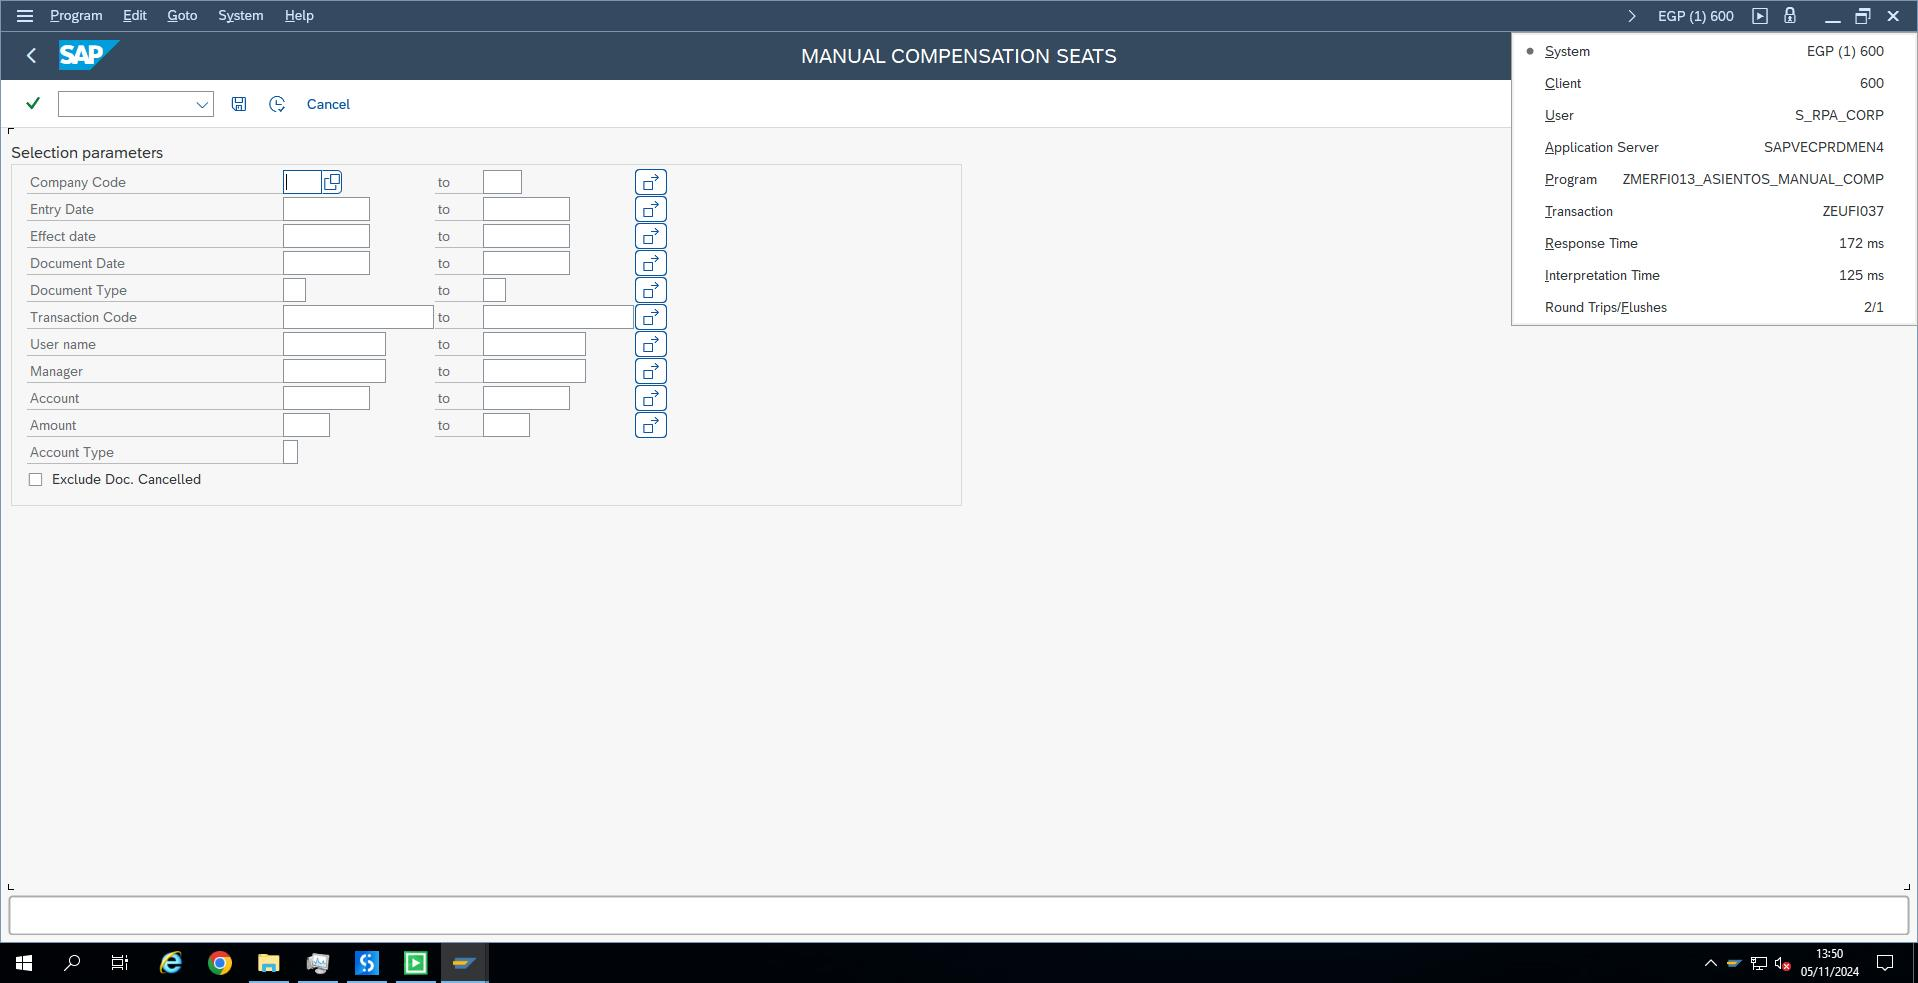 Program Edit Goto System Help EGP (1) 600
SAP MANUAL COMPENSATION SEATS
Cancel
System EGP (1) 600
Client 600
User S_RPA_CORP
Application Server SAPVECPRDMEN4
Program ZMERFI013_ASIENTOS_MANUAL_COMP
Transaction ZEUFI037
Response Time 172 ms
Interpretation Time 125 ms
Round Trips/Flushes 2/1
Selection parameters
Company Code to
Entry Date to
Effect date to
Document Date to
Document Type to
Transaction Code to
User name to
Manager to
Account to
Amount to
Account Type
Exclude Doc. Cancelled
13:50
05/11/2024